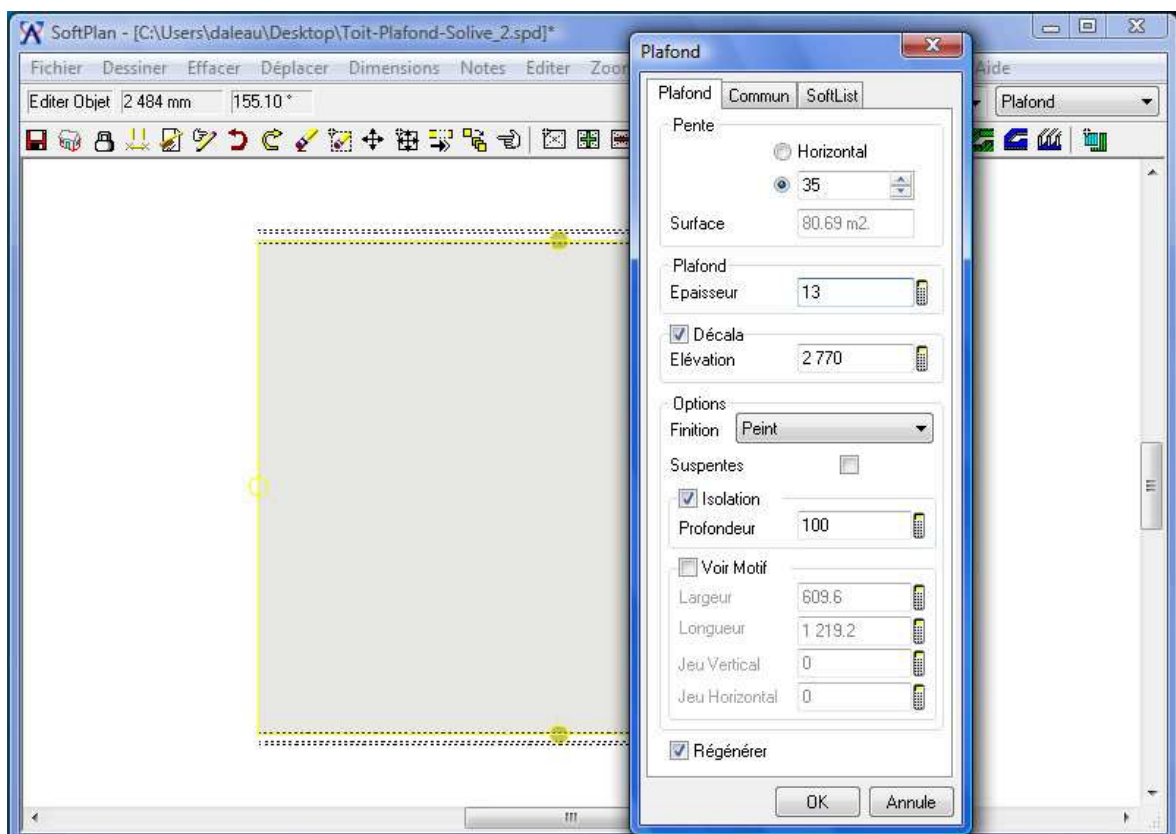 SoftPlan - [C:\Users\daleau\Desktop\Toit-Plafond-Solive_2.spd]*
Fichier Dessiner Effacer Déplacer Dimensions Notes Editer Zoo
Aide
Editer Objet 2 484 mm 155.10 °
Plafond
Plafond
Plafond Commun SoftList
Pente
Horizontal
35
Surface 80.69 m2.
Plafond
Epaisseur 13
Décala
Elévation 2 770
Options
Finition Peint
Suspentes
Isolation
Profondeur 100
Voir Motif
Largeur 609.6
Longueur 1 219.2
Jeu Vertical 0
Jeu Horizontal 0
Régénérer
OK Annule